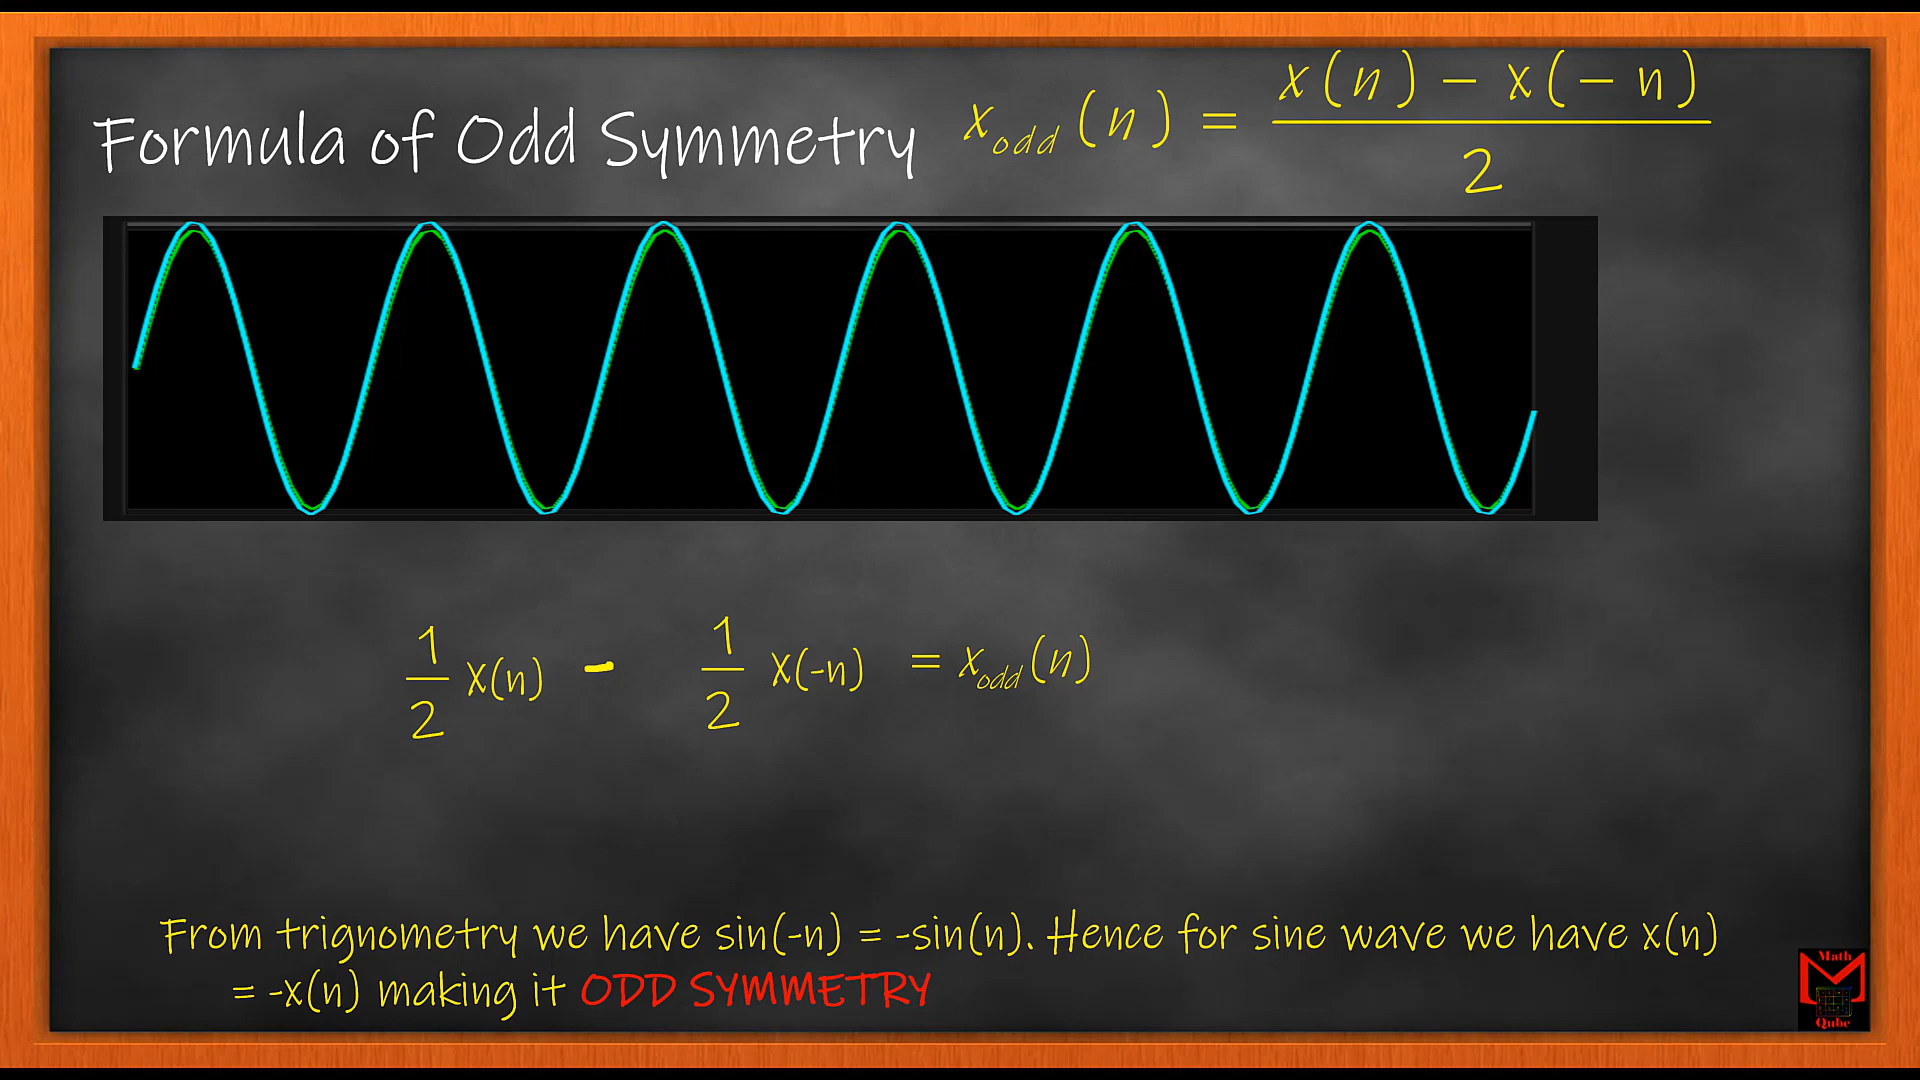 Formula of Odd Symmetry x_odd(n) = (x(n) − x(−n))/2
1/2 X(n) - 1/2 X(-n) = x_odd(n)
From trignometry we have sin(-n) = -sin(n). Hence for sine wave we have x(n)
= -x(n) making it ODD SYMMETRY
Math
Qube